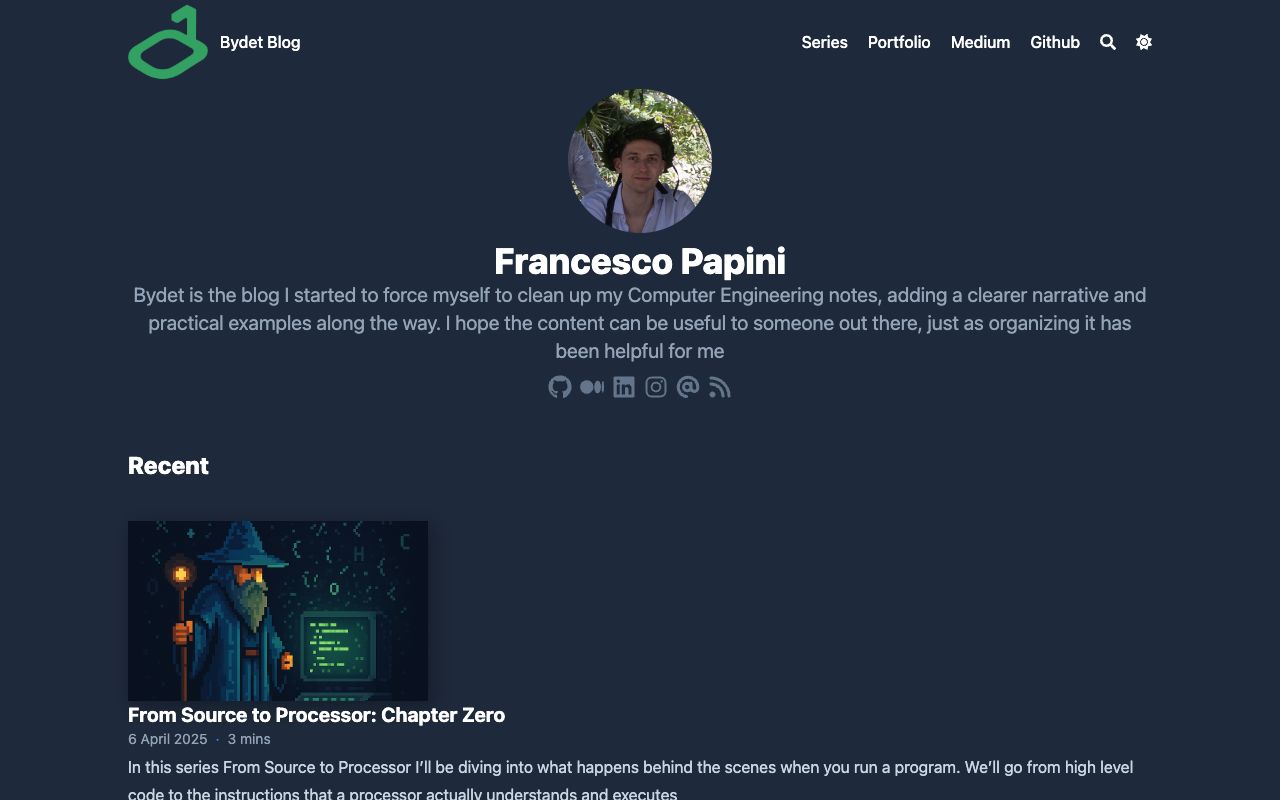 Bydet Blog
Series Portfolio Medium Github
Francesco Papini
Bydet is the blog I started to force myself to clean up my Computer Engineering notes, adding a clearer narrative and
practical examples along the way. I hope the content can be useful to someone out there, just as organizing it has
been helpful for me
Recent
From Source to Processor: Chapter Zero
6 April 2025 · 3 mins
In this series From Source to Processor I’ll be diving into what happens behind the scenes when you run a program. We’ll go from high level
code to the instructions that a processor actually understands and executes